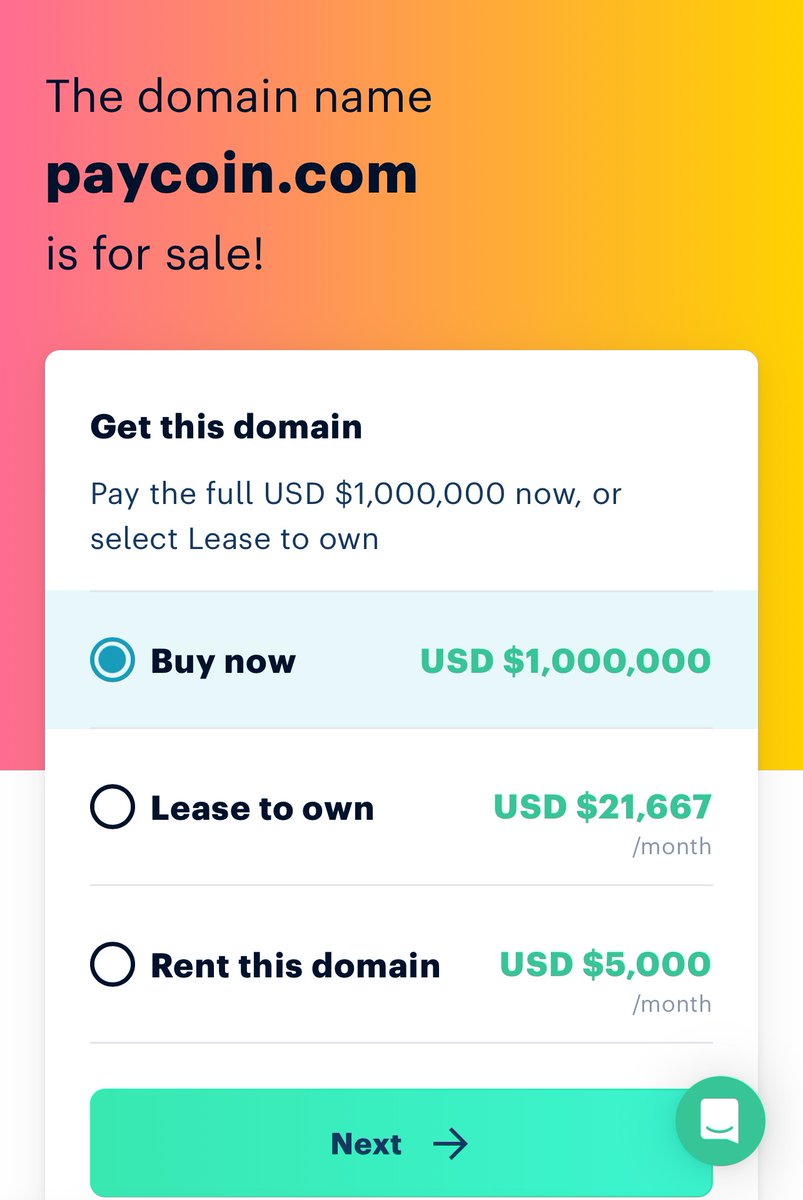 The domain name
paycoin.com
is for sale!
Get this domain
Pay the full USD $1,000,000 now, or
select Lease to own
Buy now USD $1,000,000
Lease to own USD $21,667
/month
Rent this domain USD $5,000
/month
Next →